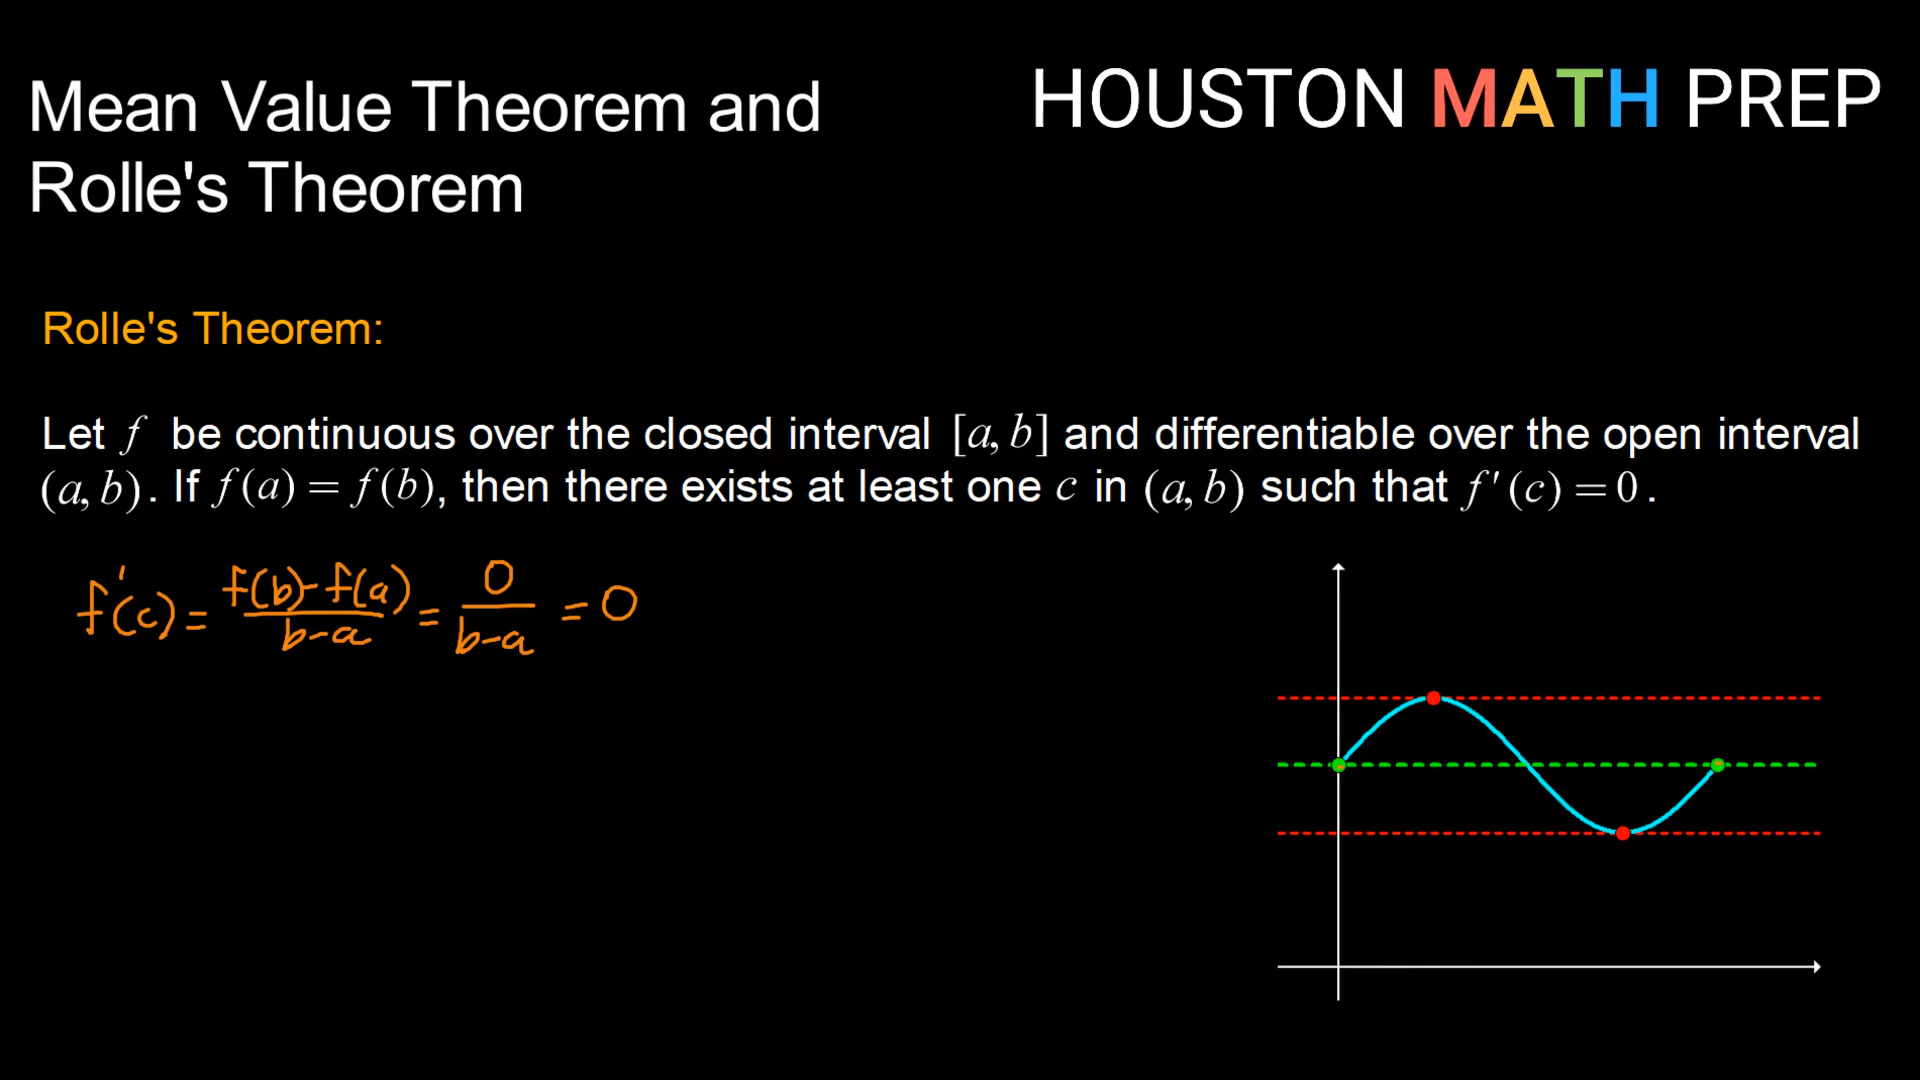 Mean Value Theorem and
Rolle's Theorem
HOUSTON MATH PREP
Rolle's Theorem:
Let f be continuous over the closed interval [a, b] and differentiable over the open interval
(a, b). If f(a) = f(b), then there exists at least one c in (a, b) such that f'(c) = 0.
f'(c) = f(b)-f(a)/b-a = 0/b-a = 0